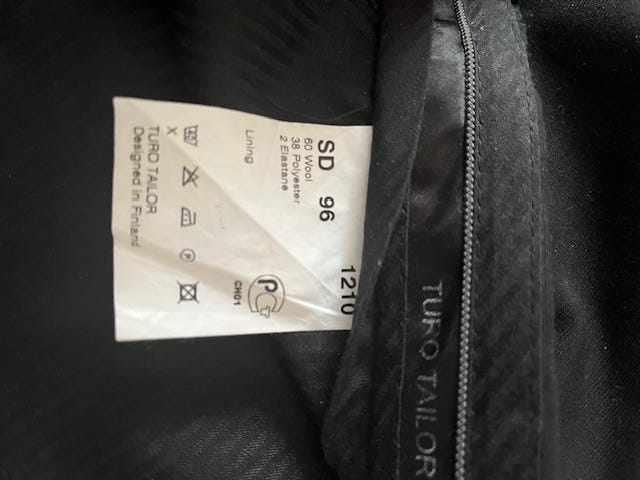 SD 96 1210
60 Wool
38 Polyester
2 Elastane
Lining
CH01
X
TURO TAILOR
Designed in Finland
TURO TAILOR